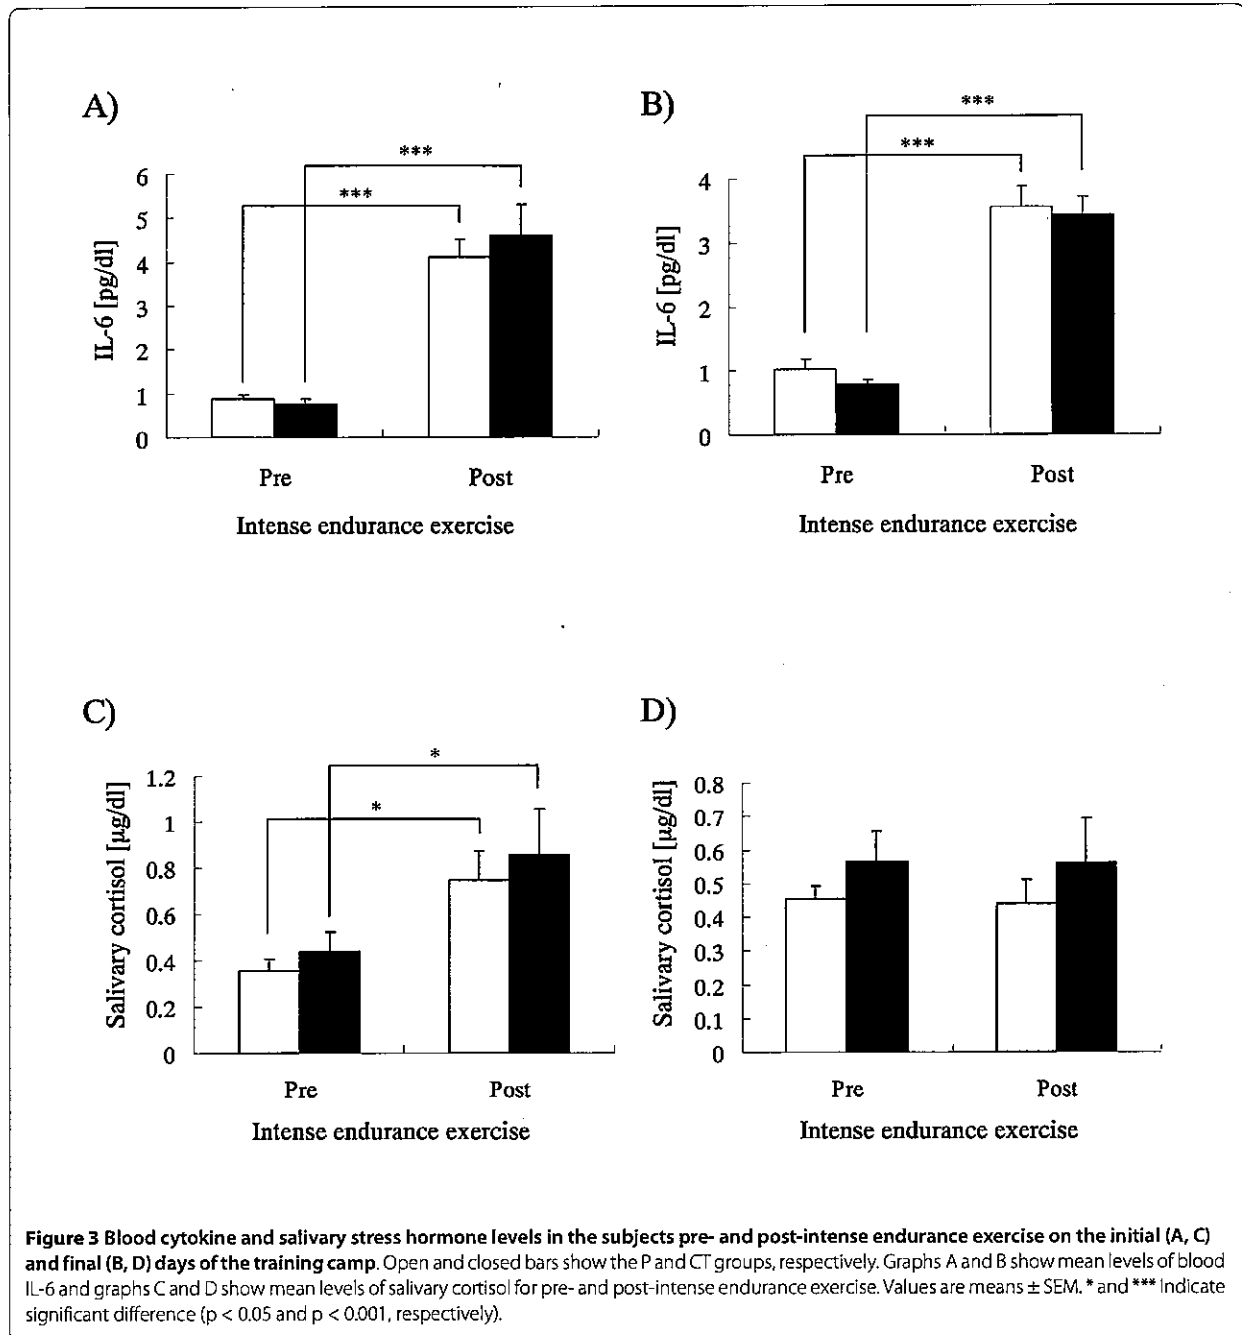 A)
B)
***
***
IL-6 [pg/dl]
6
5
4
3
2
1
0
Pre
Post
Intense endurance exercise
***
***
IL-6 [pg/dl]
4
3
2
1
0
Pre
Post
Intense endurance exercise
C)
D)
*
*
Salivary cortisol [µg/dl]
1.2
1
0.8
0.6
0.4
0.2
0
Pre
Post
Intense endurance exercise
Salivary cortisol [µg/dl]
0.8
0.7
0.6
0.5
0.4
0.3
0.2
0.1
0
Pre
Post
Intense endurance exercise
Figure 3 Blood cytokine and salivary stress hormone levels in the subjects pre- and post-intense endurance exercise on the initial (A, C)
and final (B, D) days of the training camp. Open and closed bars show the P and CT groups, respectively. Graphs A and B show mean levels of blood
IL-6 and graphs C and D show mean levels of salivary cortisol for pre- and post-intense endurance exercise. Values are means ± SEM. * and *** Indicate
significant difference (p < 0.05 and p < 0.001, respectively).